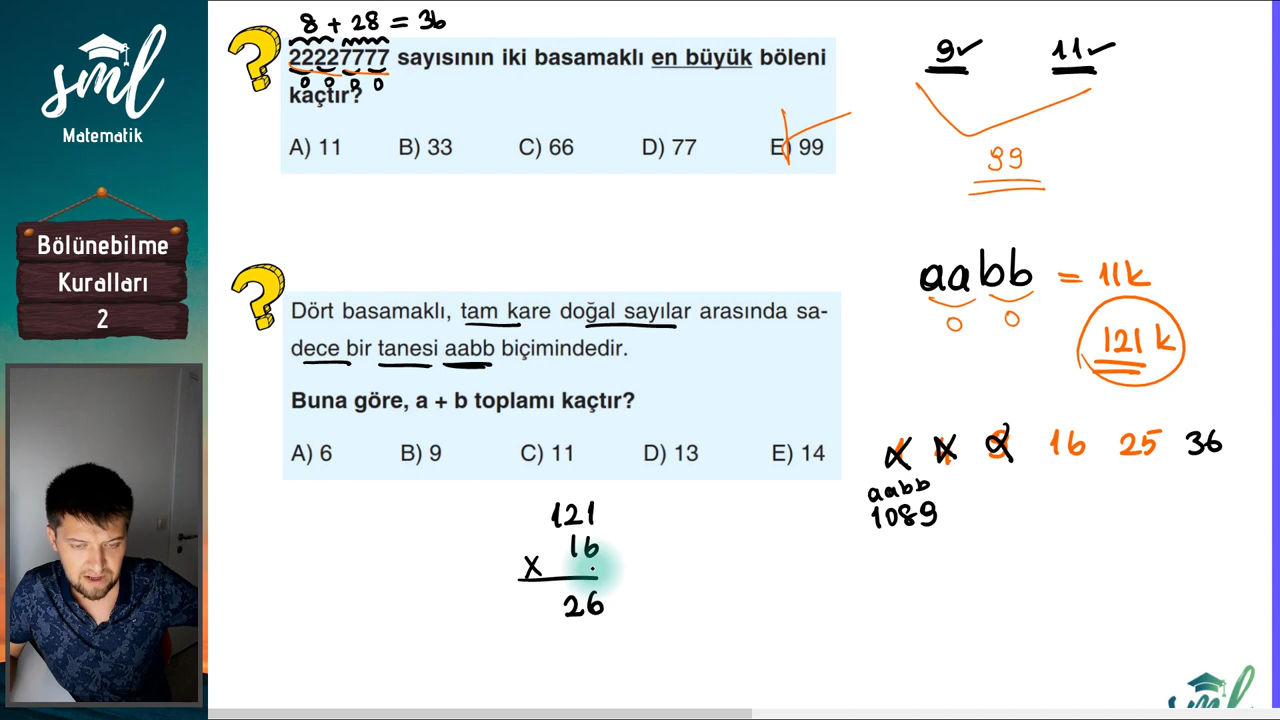 sml
Matematik
Bölünebilme
Kuralları
2
8 + 28 = 36
22227777 sayısının iki basamaklı en büyük böleni
0 0 0 0
kaçtır?
A) 11 B) 33 C) 66 D) 77 E) 99
9 11
99
Dört basamaklı, tam kare doğal sayılar arasında sa-
dece bir tanesi aabb biçimindedir.
Buna göre, a + b toplamı kaçtır?
A) 6 B) 9 C) 11 D) 13 E) 14
aabb = 11k
0 0
121k
16 25 36
aabb
1089
121
16
x
26
sml